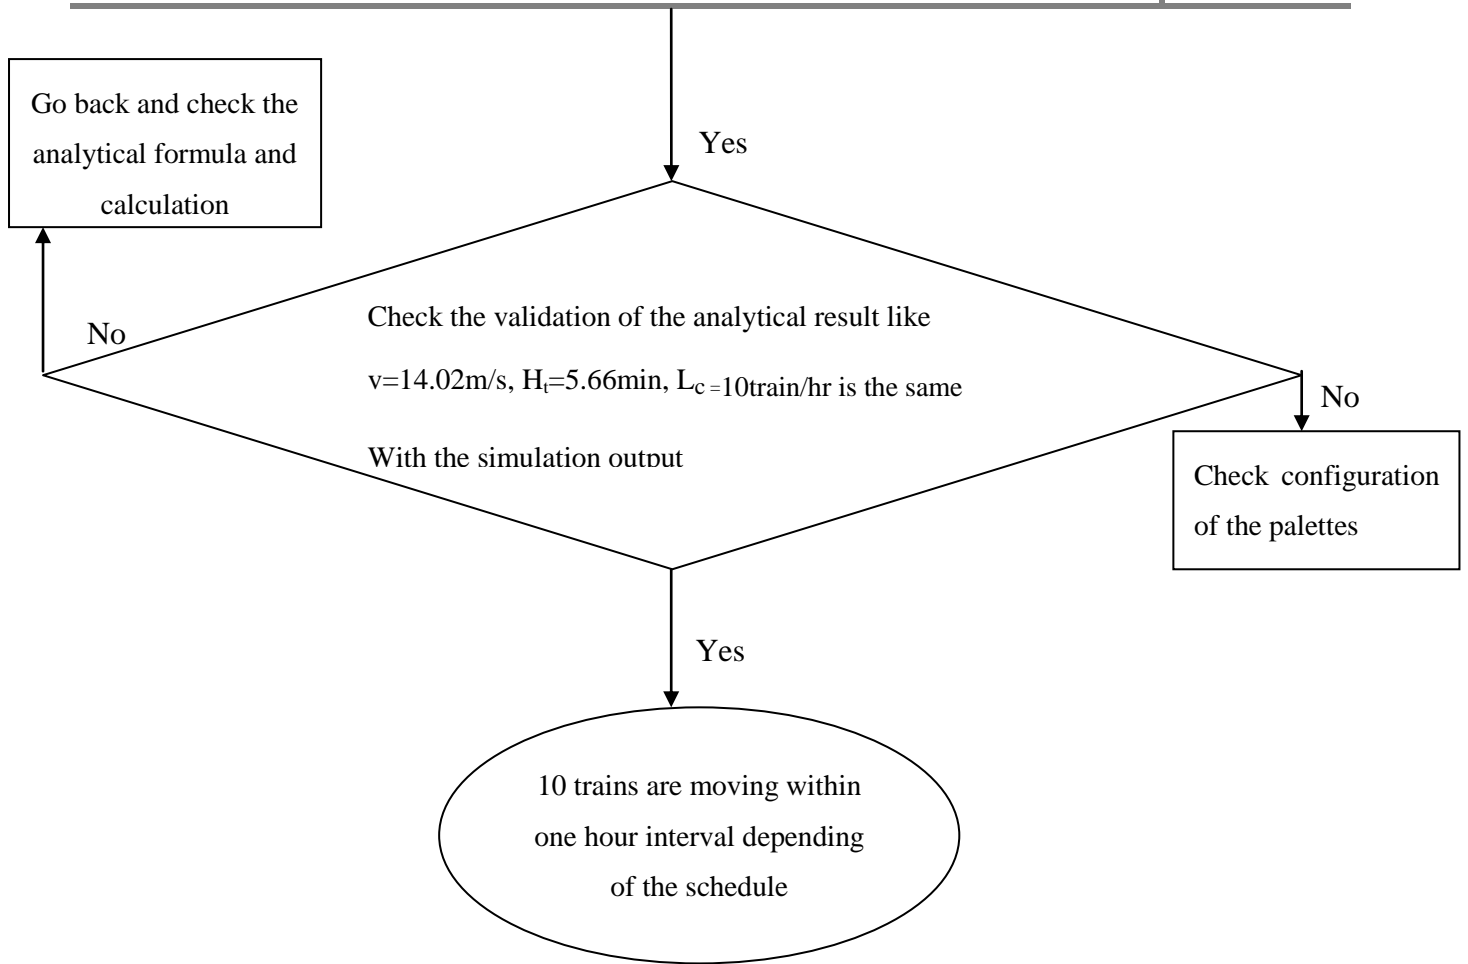 Go back and check the
analytical formula and
calculation
Yes
No
Check the validation of the analytical result like
v=14.02m/s, Hₜ=5.66min, L꜀ =10train/hr is the same
With the simulation output
No
Check configuration
of the palettes
Yes
10 trains are moving within
one hour interval depending
of the schedule